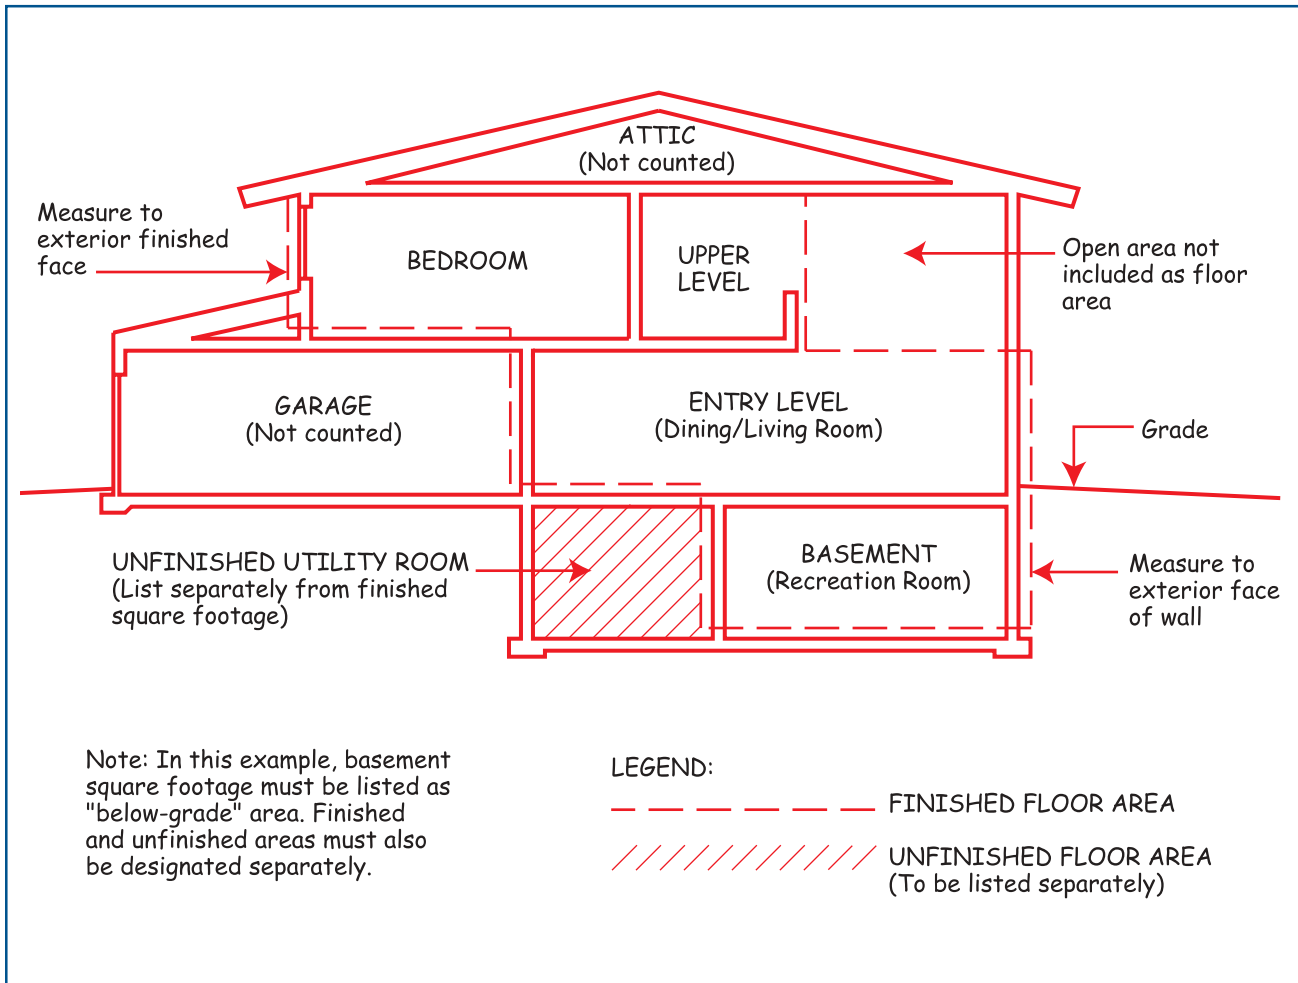 ATTIC
(Not counted)
Measure to
exterior finished
face
BEDROOM
UPPER
LEVEL
Open area not
included as floor
area
GARAGE
(Not counted)
ENTRY LEVEL
(Dining/Living Room)
Grade
UNFINISHED UTILITY ROOM
(List separately from finished
square footage)
BASEMENT
(Recreation Room)
Measure to
exterior face
of wall
Note: In this example, basement
square footage must be listed as
"below-grade" area. Finished
and unfinished areas must also
be designated separately.
LEGEND:
FINISHED FLOOR AREA
UNFINISHED FLOOR AREA
(To be listed separately)